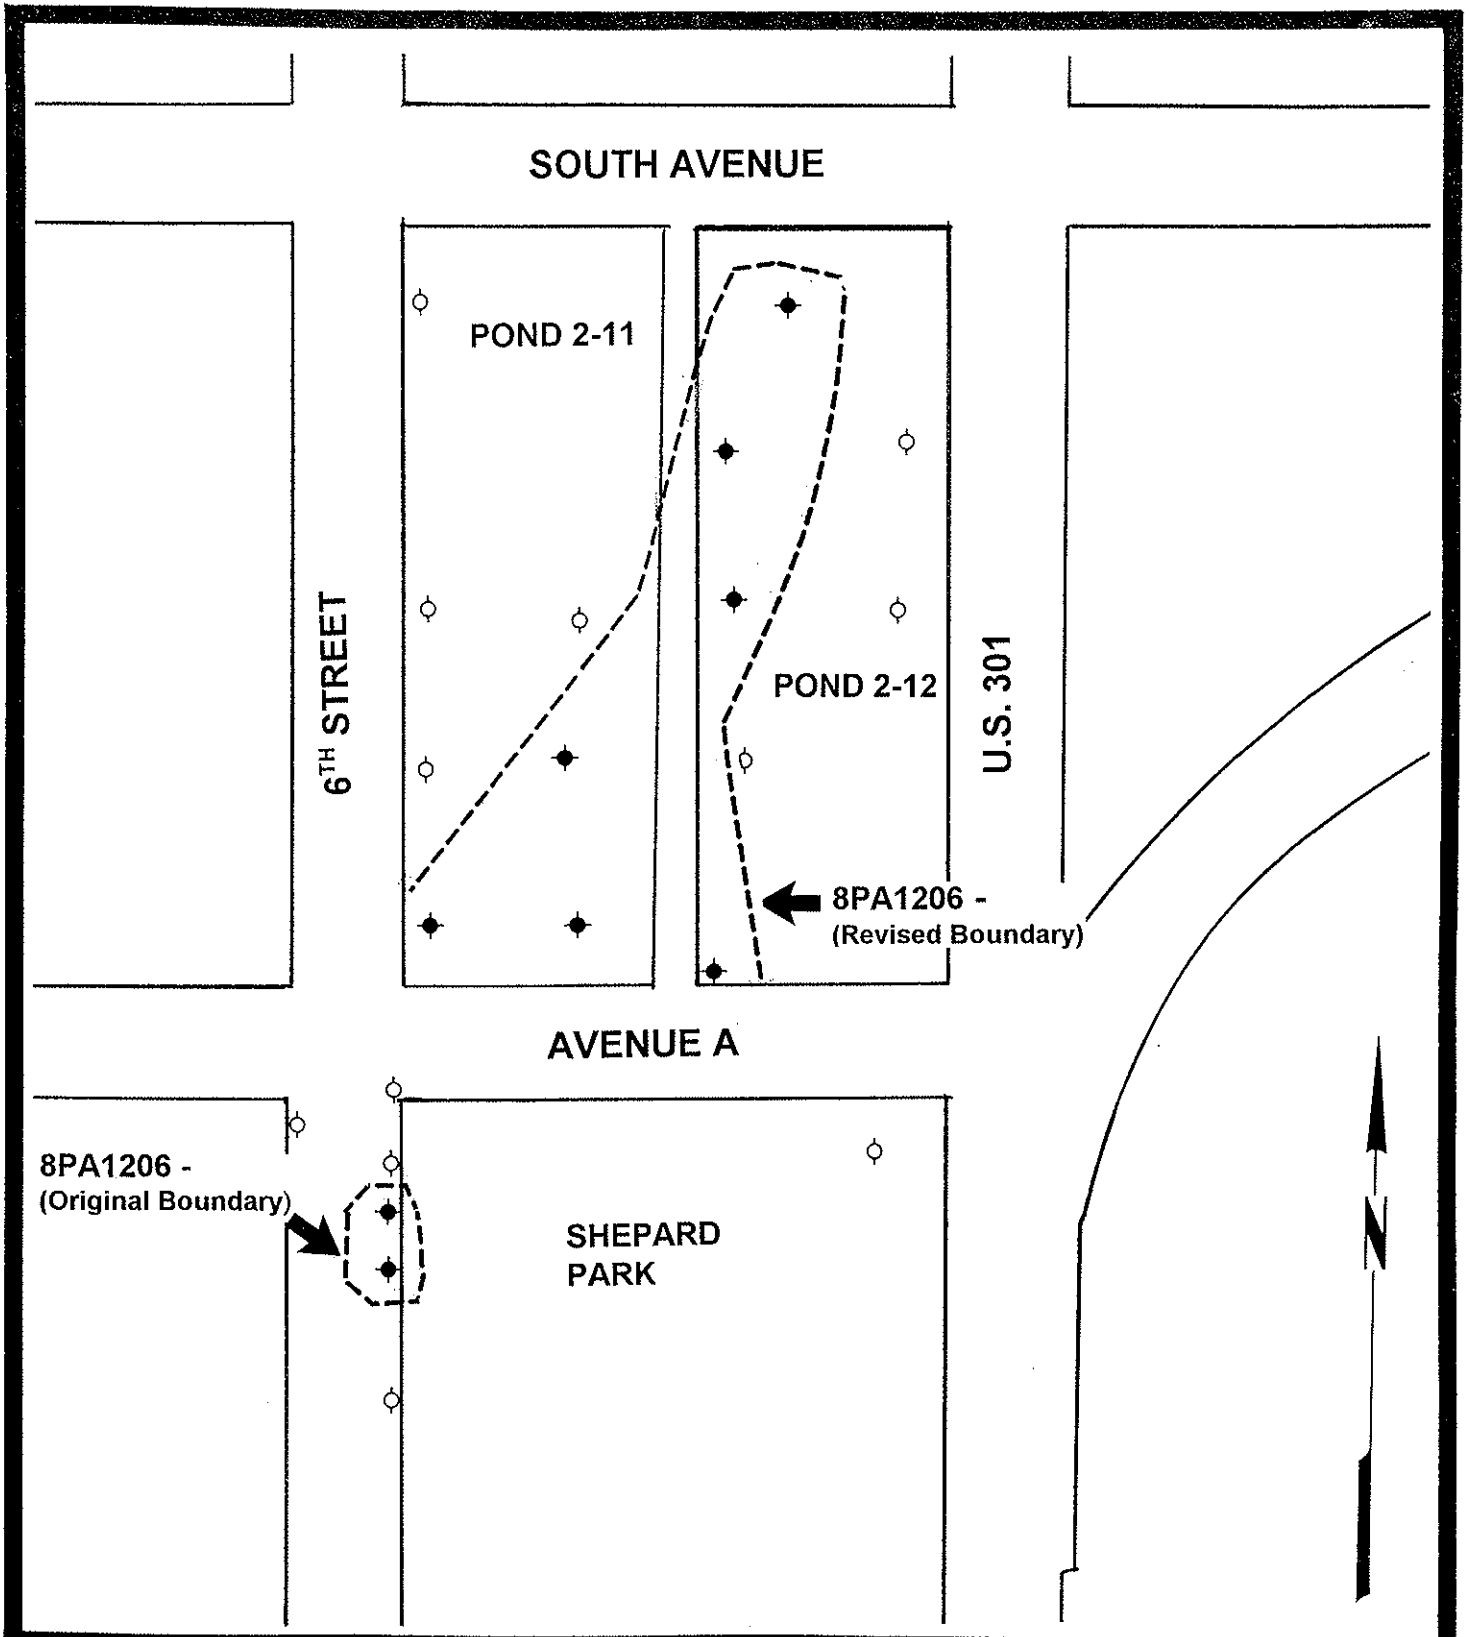 SOUTH AVENUE
POND 2-11
6TH STREET
POND 2-12
U.S. 301
8PA1206 -
(Revised Boundary)
AVENUE A
8PA1206 -
(Original Boundary)
SHEPARD
PARK
N